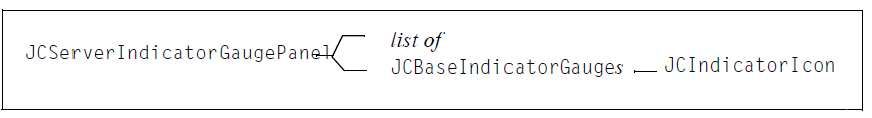 list of
JCServerIndicatorGaugePanel
JCBaseIndicatorGauges JCIndicatorIcon